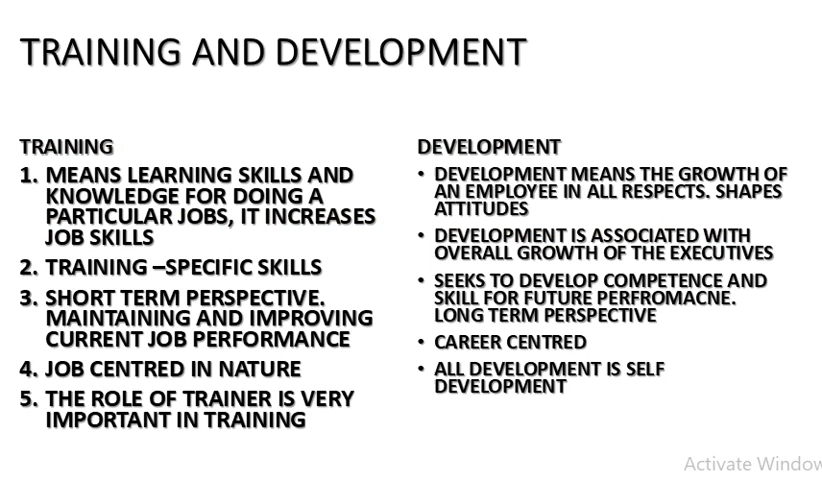 TRAINING AND DEVELOPMENT
TRAINING
1. MEANS LEARNING SKILLS AND
KNOWLEDGE FOR DOING A
PARTICULAR JOBS, IT INCREASES
JOB SKILLS
2. TRAINING –SPECIFIC SKILLS
3. SHORT TERM PERSPECTIVE.
MAINTAINING AND IMPROVING
CURRENT JOB PERFORMANCE
4. JOB CENTRED IN NATURE
5. THE ROLE OF TRAINER IS VERY
IMPORTANT IN TRAINING
DEVELOPMENT
• DEVELOPMENT MEANS THE GROWTH OF
AN EMPLOYEE IN ALL RESPECTS. SHAPES
ATTITUDES
• DEVELOPMENT IS ASSOCIATED WITH
OVERALL GROWTH OF THE EXECUTIVES
• SEEKS TO DEVELOP COMPETENCE AND
SKILL FOR FUTURE PERFROMACNE.
LONG TERM PERSPECTIVE
• CAREER CENTRED
• ALL DEVELOPMENT IS SELF
DEVELOPMENT
Activate Window